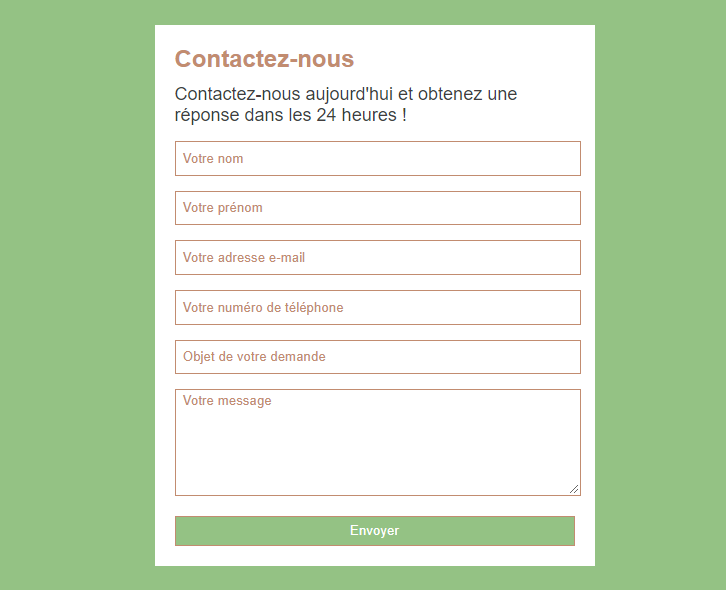 Contactez-nous
Contactez-nous aujourd'hui et obtenez une
réponse dans les 24 heures !
Votre nom
Votre prénom
Votre adresse e-mail
Votre numéro de téléphone
Objet de votre demande
Votre message
Envoyer